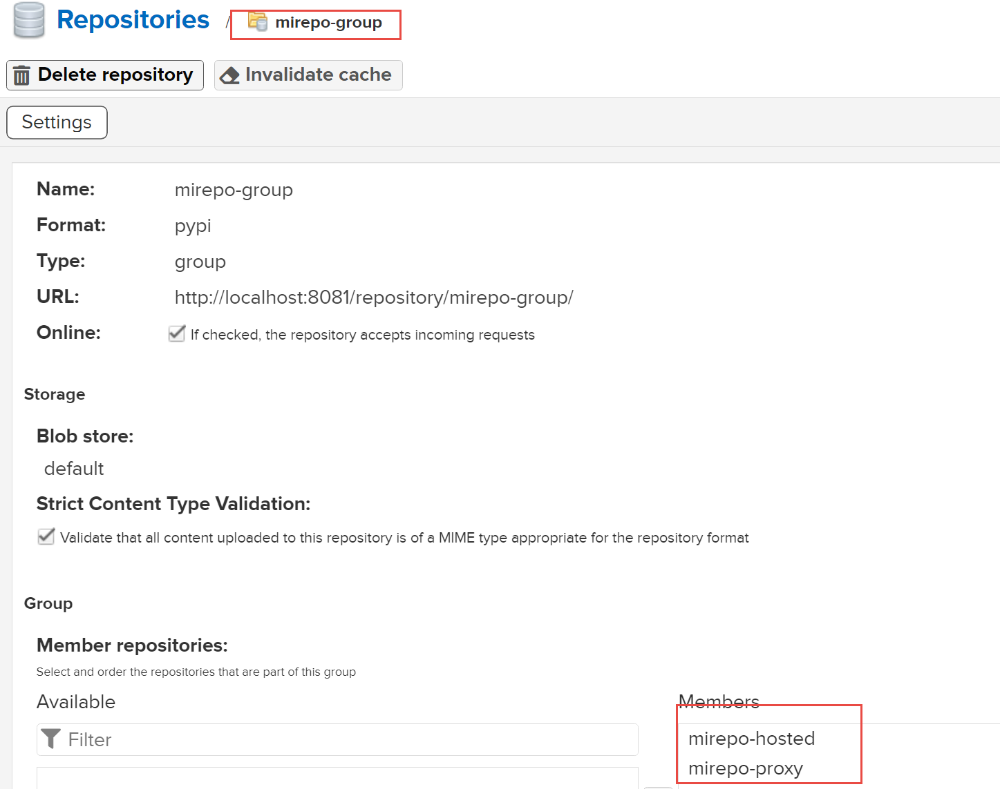 Repositories / mirepo-group
Delete repository Invalidate cache
Settings
Name: mirepo-group
Format: pypi
Type: group
URL: http://localhost:8081/repository/mirepo-group/
Online: If checked, the repository accepts incoming requests
Storage
Blob store:
default
Strict Content Type Validation:
Validate that all content uploaded to this repository is of a MIME type appropriate for the repository format
Group
Member repositories:
Select and order the repositories that are part of this group
Available Members
Filter mirepo-hosted
mirepo-proxy